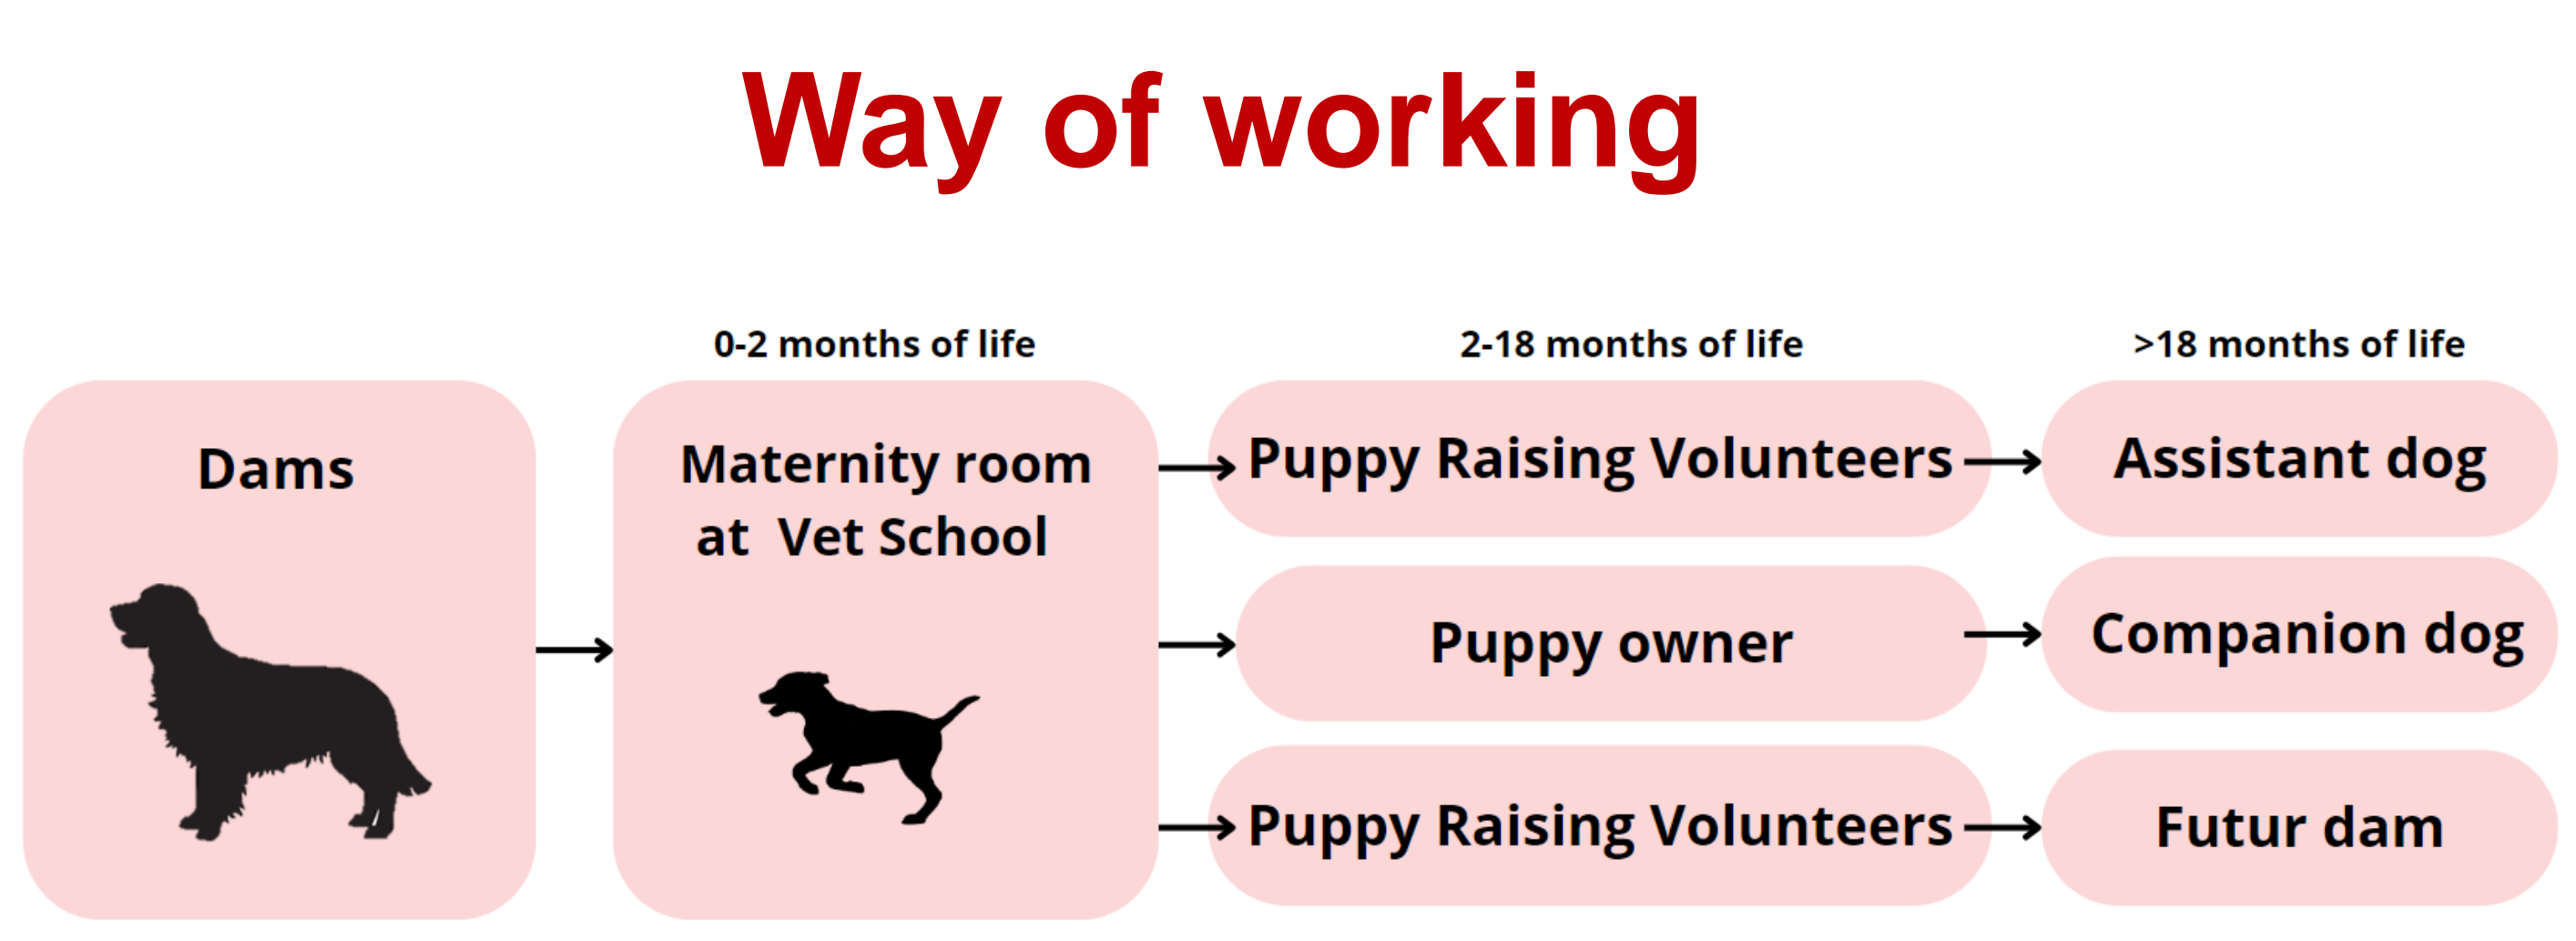 Way of working
0-2 months of life
2-18 months of life
>18 months of life
Dams
Maternity room
at  Vet School
Puppy Raising Volunteers
Assistant dog
Puppy owner
Companion dog
Puppy Raising Volunteers
Futur dam